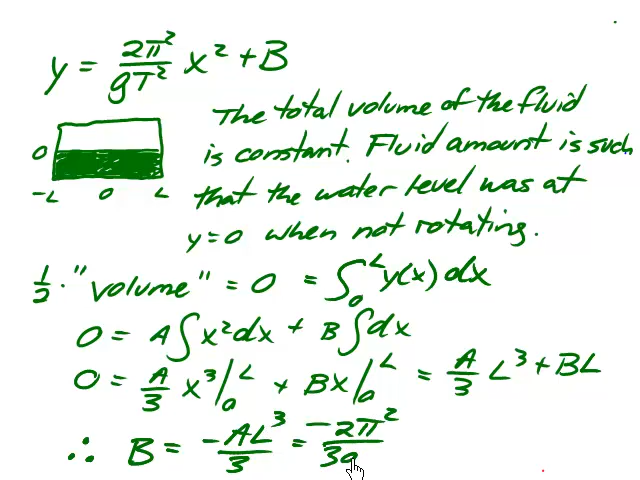 y = 2π²/gT² x² + B
The total volume of the fluid
is constant. Fluid amount is such
that the water level was at
y=0 when not rotating.
0
-L 0 L
½ · "volume" = 0 = ∫₀ᴸ y(x) dx
0 = A ∫ x² dx + B ∫ dx
0 = A/3 x³ |₀ᴸ + Bx |₀ᴸ = A/3 L³ + BL
∴ B = -AL³/3 = -2π²/3g